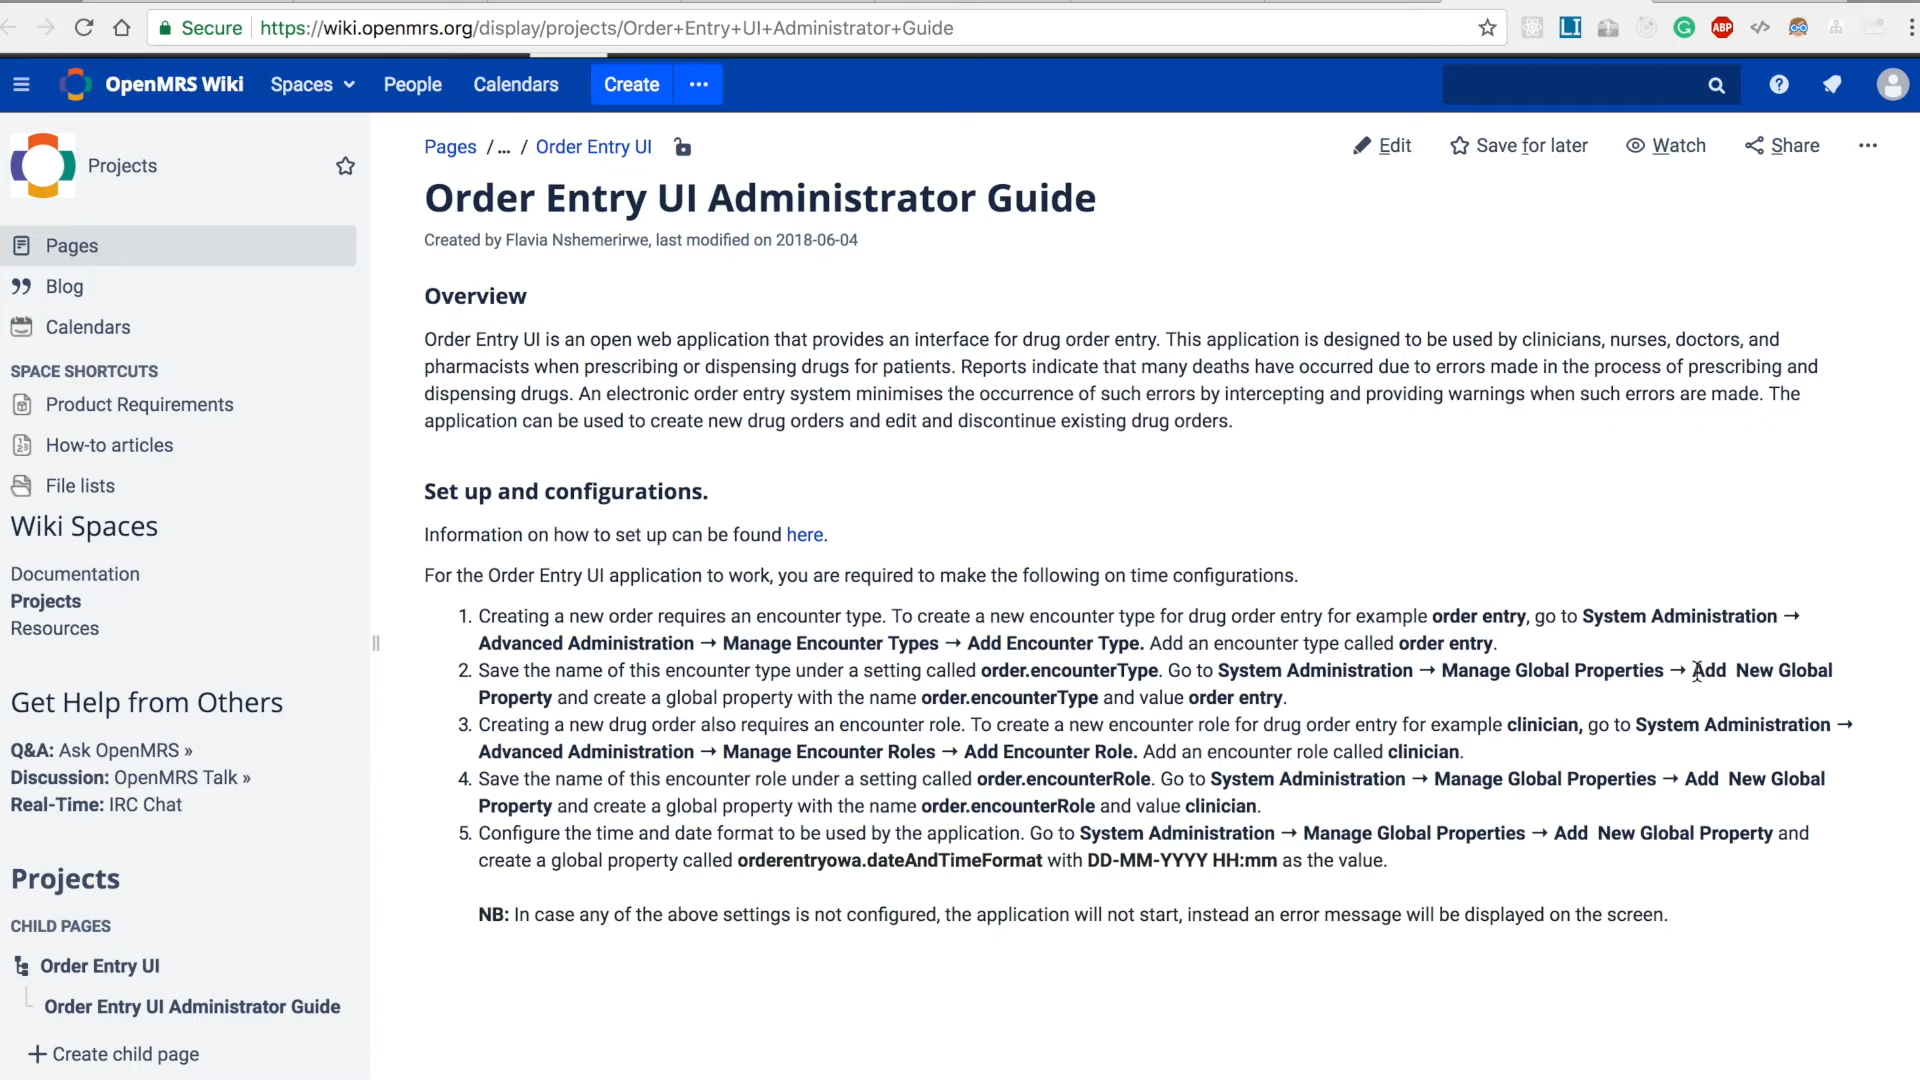 Secure https://wiki.openmrs.org/display/projects/Order+Entry+UI+Administrator+Guide
LI G ABP
OpenMRS Wiki Spaces People Calendars Create
Projects
Pages
Blog
Calendars
SPACE SHORTCUTS
Product Requirements
How-to articles
File lists
Wiki Spaces
Documentation
Projects
Resources
Get Help from Others
Q&A: Ask OpenMRS »
Discussion: OpenMRS Talk »
Real-Time: IRC Chat
Projects
CHILD PAGES
Order Entry UI
Order Entry UI Administrator Guide
+ Create child page
Pages / ... / Order Entry UI
Edit Save for later Watch Share
Order Entry UI Administrator Guide
Created by Flavia Nshemerirwe, last modified on 2018-06-04
Overview
Order Entry UI is an open web application that provides an interface for drug order entry. This application is designed to be used by clinicians, nurses, doctors, and
pharmacists when prescribing or dispensing drugs for patients. Reports indicate that many deaths have occurred due to errors made in the process of prescribing and
dispensing drugs. An electronic order entry system minimises the occurrence of such errors by intercepting and providing warnings when such errors are made. The
application can be used to create new drug orders and edit and discontinue existing drug orders.
Set up and configurations.
Information on how to set up can be found here.
For the Order Entry UI application to work, you are required to make the following on time configurations.
1. Creating a new order requires an encounter type. To create a new encounter type for drug order entry for example order entry, go to System Administration →
Advanced Administration → Manage Encounter Types → Add Encounter Type. Add an encounter type called order entry.
2. Save the name of this encounter type under a setting called order.encounterType. Go to System Administration → Manage Global Properties → Add New Global
Property and create a global property with the name order.encounterType and value order entry.
3. Creating a new drug order also requires an encounter role. To create a new encounter role for drug order entry for example clinician, go to System Administration →
Advanced Administration → Manage Encounter Roles → Add Encounter Role. Add an encounter role called clinician.
4. Save the name of this encounter role under a setting called order.encounterRole. Go to System Administration → Manage Global Properties → Add New Global
Property and create a global property with the name order.encounterRole and value clinician.
5. Configure the time and date format to be used by the application. Go to System Administration → Manage Global Properties → Add New Global Property and
create a global property called orderentryowa.dateAndTimeFormat with DD-MM-YYYY HH:mm as the value.
NB: In case any of the above settings is not configured, the application will not start, instead an error message will be displayed on the screen.